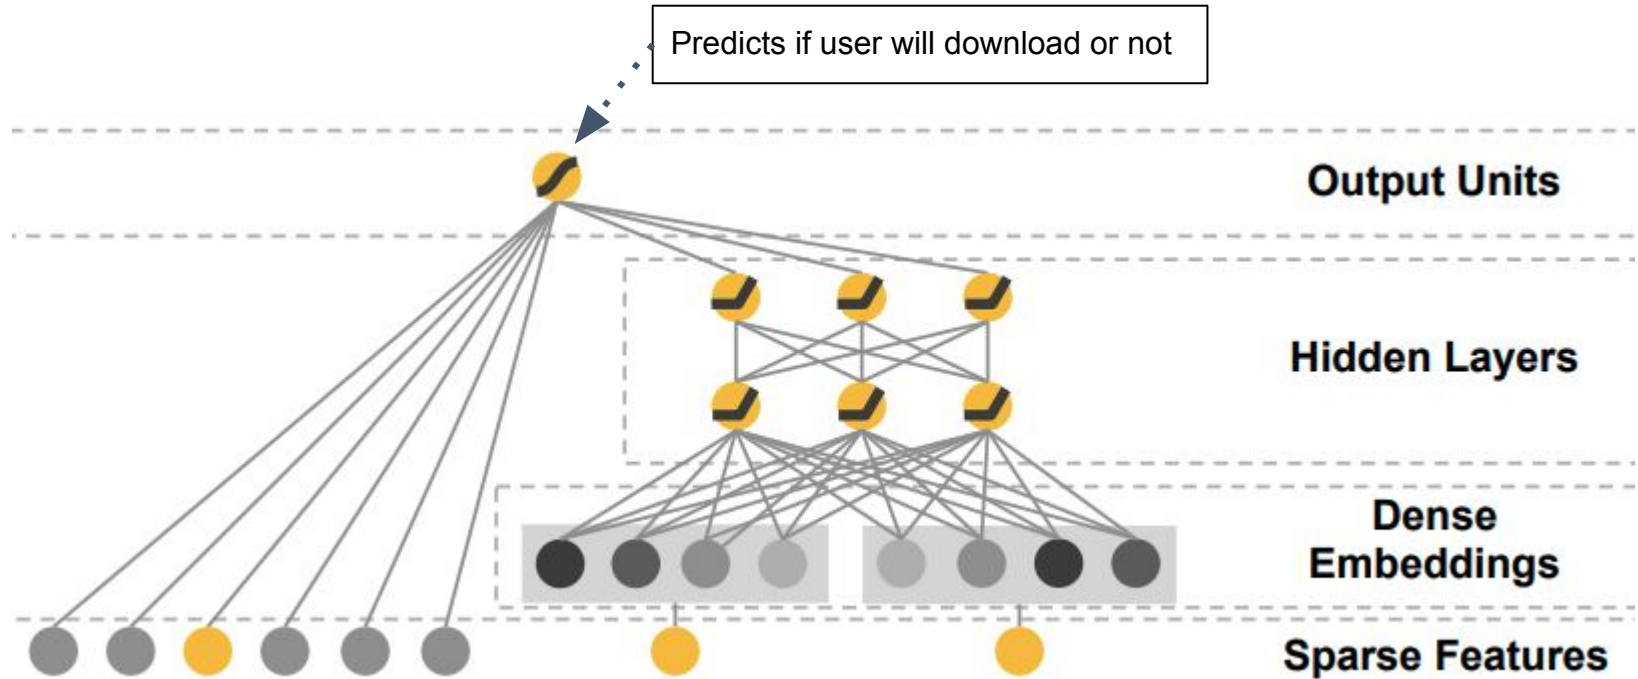 Predicts if user will download or not
Output Units
Hidden Layers
Dense
Embeddings
Sparse Features